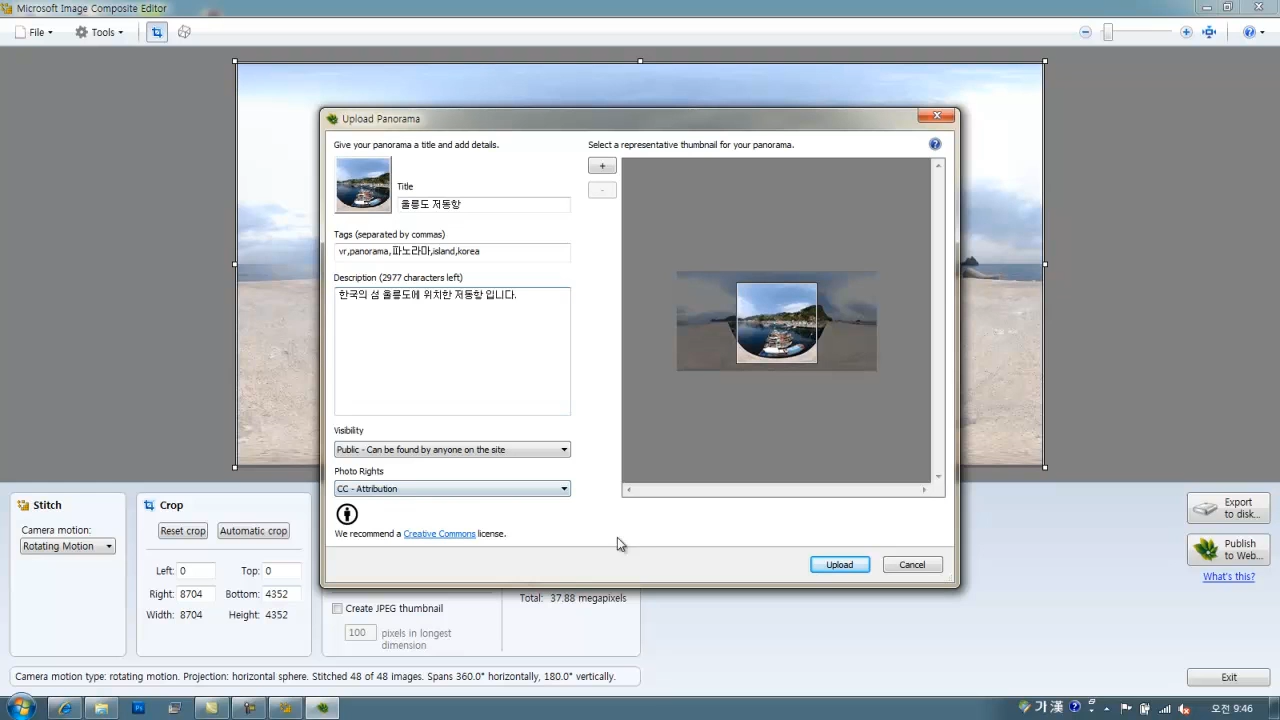 Microsoft Image Composite Editor
File
Tools
Upload Panorama
Give your panorama a title and add details.
Select a representative thumbnail for your panorama.
+
-
Title
울릉도 저동항
Tags (separated by commas)
vr,panorama,파노라마,island,korea
Description (2977 characters left)
한국의 섬 울릉도에 위치한 저동항 입니다.
Visibility
Public - Can be found by anyone on the site
Photo Rights
CC - Attribution
We recommend a Creative Commons license.
Upload
Cancel
Stitch
Camera motion:
Rotating Motion
Crop
Reset crop
Automatic crop
Left: 0
Top: 0
Right: 8704
Bottom: 4352
Width: 8704
Height: 4352
Create JPEG thumbnail
100
pixels in longest
dimension
Total: 37.88 megapixels
Export
to disk...
Publish
to Web...
What's this?
Camera motion type: rotating motion. Projection: horizontal sphere. Stitched 48 of 48 images. Spans 360.0° horizontally, 180.0° vertically.
Exit
가 漢
오전 9:46